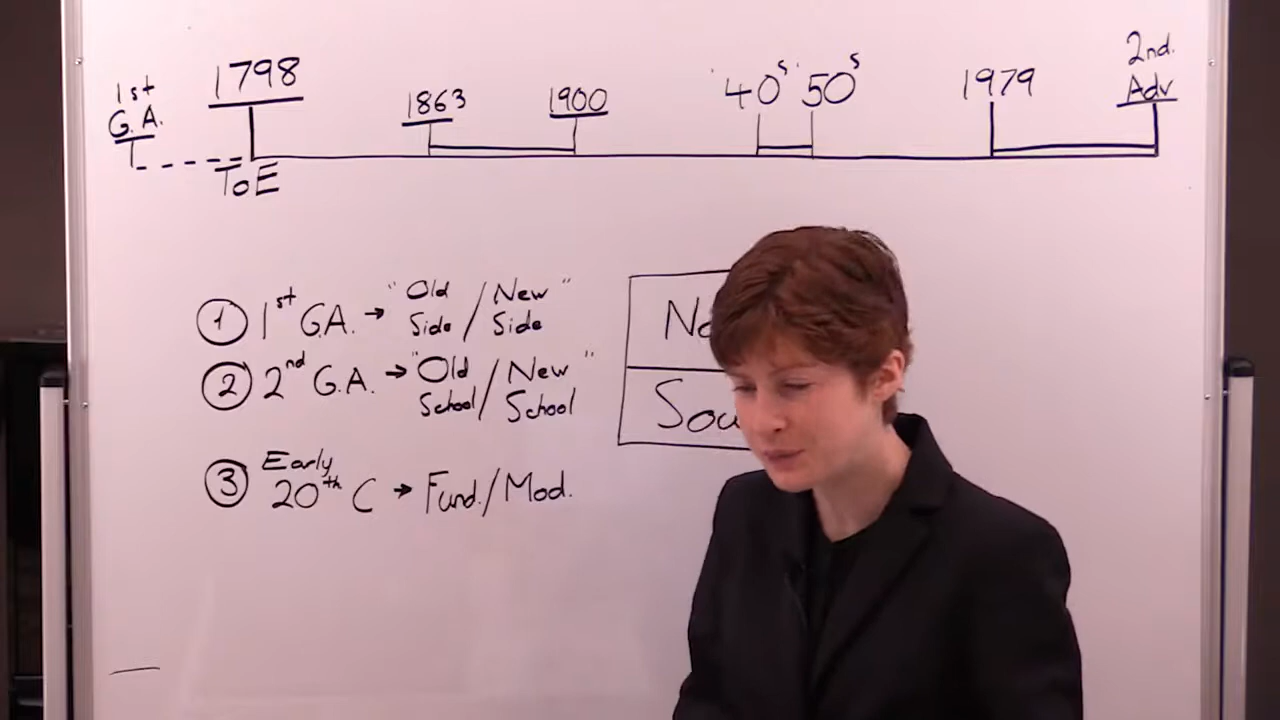 1st G.A.
1798
1863
1900
'40s '50s
1979
2nd. Adv
ToE
① 1st G.A. → "Old Side / New Side"
② 2nd G.A. → "Old School / New School"
③ Early 20th C → Fund./Mod.